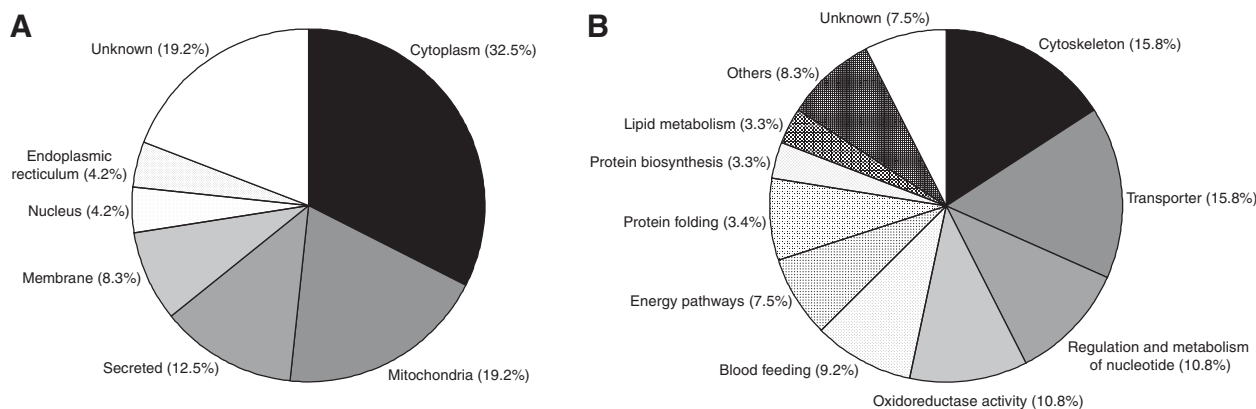 A
Unknown (19.2%)
Cytoplasm (32.5%)
Endoplasmic
recticulum (4.2%)
Nucleus (4.2%)
Membrane (8.3%)
Secreted (12.5%)
Mitochondria (19.2%)
B
Unknown (7.5%)
Cytoskeleton (15.8%)
Others (8.3%)
Lipid metabolism (3.3%)
Protein biosynthesis (3.3%)
Transporter (15.8%)
Protein folding (3.4%)
Energy pathways (7.5%)
Regulation and metabolism
of nucleotide (10.8%)
Blood feeding (9.2%)
Oxidoreductase activity (10.8%)